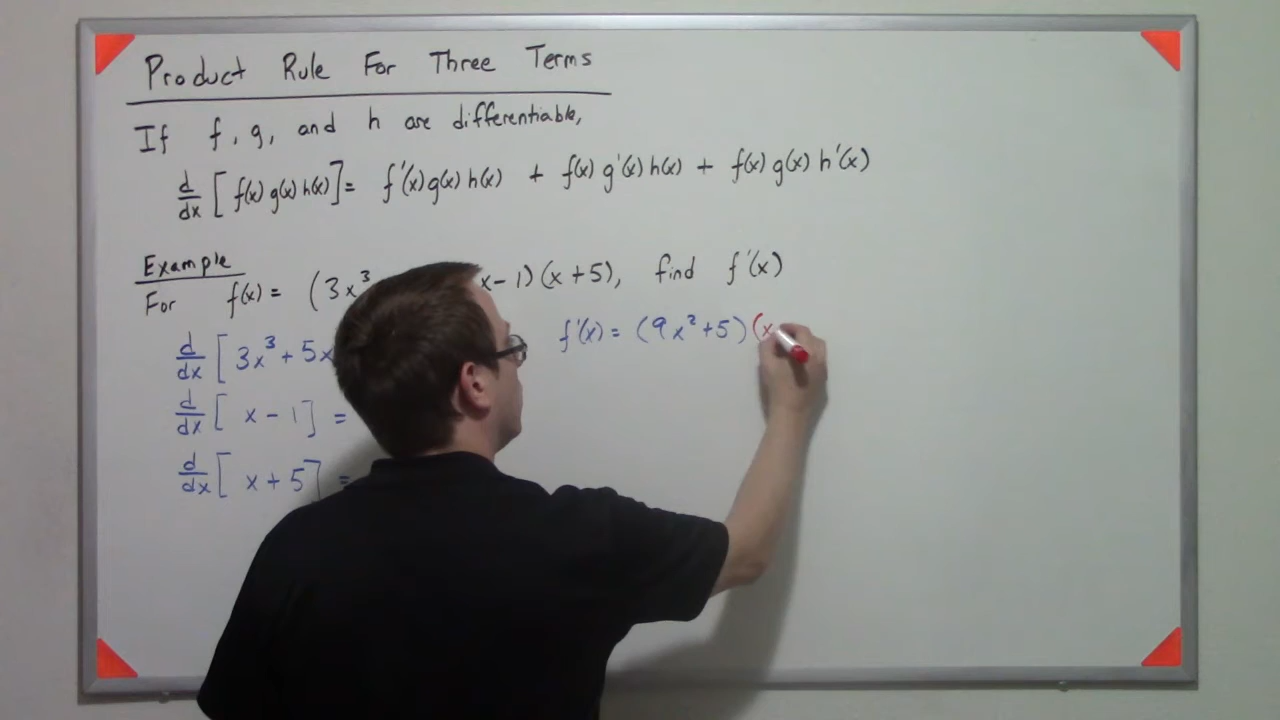 Product Rule For Three Terms
If f, g, and h are differentiable,
d/dx [f(x)g(x)h(x)] = f'(x)g(x)h(x) + f(x)g'(x)h(x) + f(x)g(x)h'(x)
Example
For f(x) = (3x³ x-1)(x+5), find f'(x)
d/dx [3x³+5x f'(x) = (9x²+5)(x
d/dx [x-1] =
d/dx [x+5] =